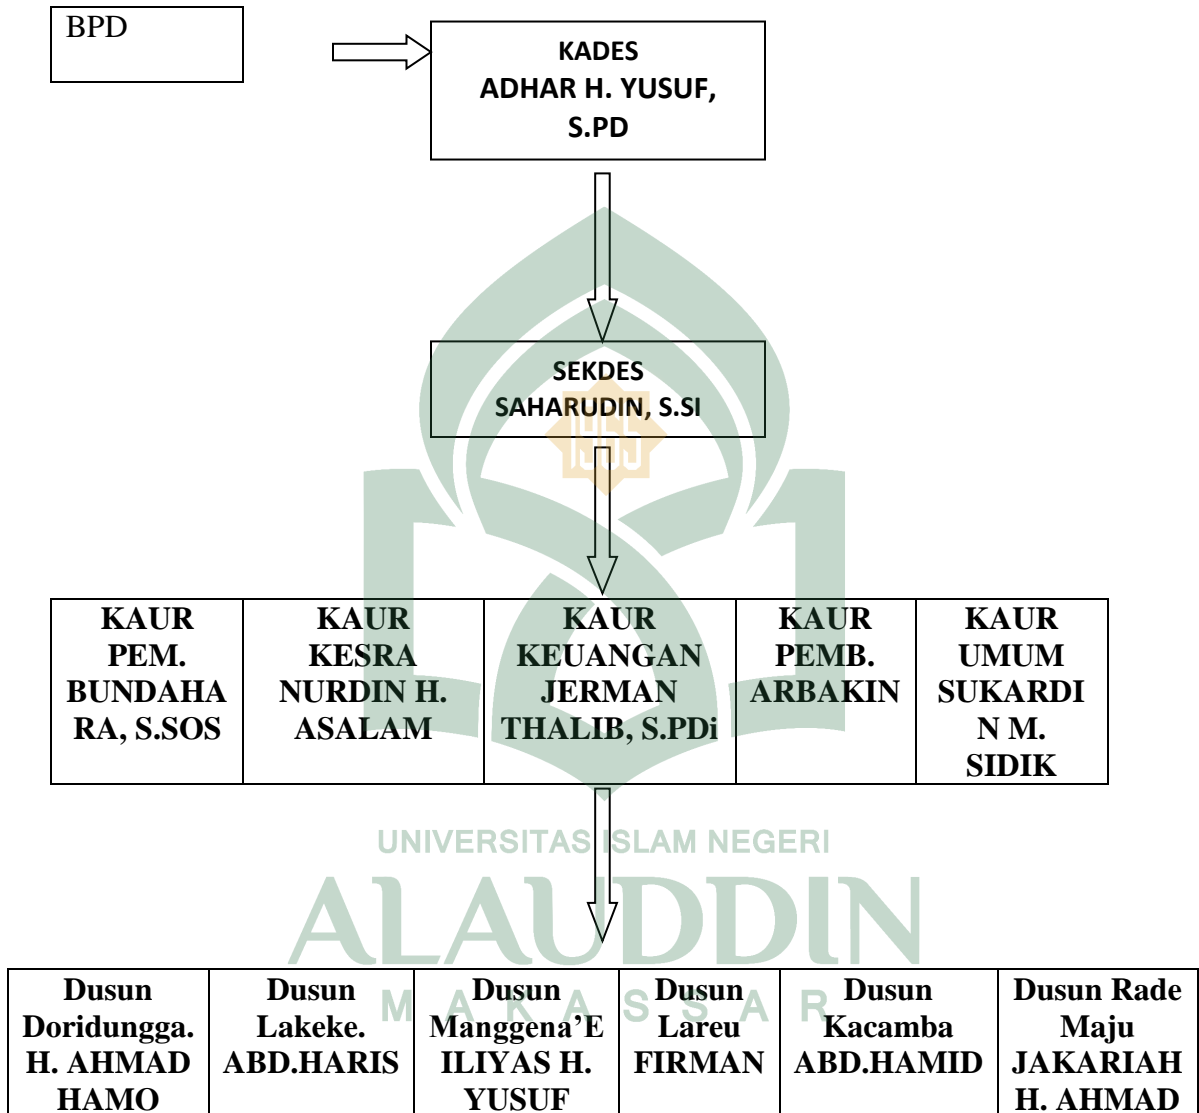 BPD
KADES
ADHAR H. YUSUF,
S.PD
SEKDES
SAHARUDIN, S.SI
1965
KAUR
PEM.
BUNDAHA
RA, S.SOS
KAUR
KESRA
NURDIN H.
ASALAM
KAUR
KEUANGAN
JERMAN
THALIB, S.PDi
KAUR
PEMB.
ARBAKIN
KAUR
UMUM
SUKARDI
N M.
SIDIK
UNIVERSITAS ISLAM NEGERI
ALAUDDIN
MAKASSAR
Dusun
Doridungga.
H. AHMAD
HAMO
Dusun
Lakeke.
ABD.HARIS
Dusun
Manggena’E
ILIYAS H.
YUSUF
Dusun
Lareu
FIRMAN
Dusun
Kacamba
ABD.HAMID
Dusun Rade
Maju
JAKARIAH
H. AHMAD